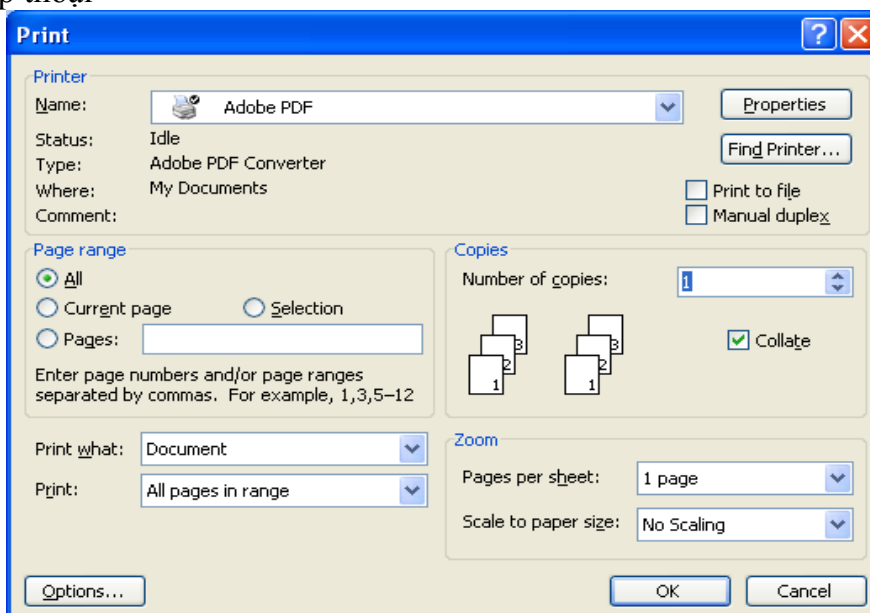 thoại
Print
Printer
Name: Adobe PDF Properties
Status: Idle
Type: Adobe PDF Converter Find Printer...
Where: My Documents Print to file
Comment: Manual duplex
Page range
All
Current page Selection
Pages:
Enter page numbers and/or page ranges
separated by commas. For example, 1,3,5–12
Copies
Number of copies: 1
3 3
2 2
1 1
Collate
Print what: Document
Print: All pages in range
Zoom
Pages per sheet: 1 page
Scale to paper size: No Scaling
Options... OK Cancel